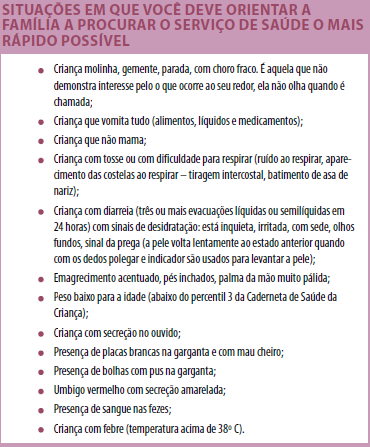 SITUAÇÕES EM QUE VOCÊ DEVE ORIENTAR A
FAMÍLIA A PROCURAR O SERVIÇO DE SAÚDE O MAIS
RÁPIDO POSSÍVEL
● Criança molinha, gemente, parada, com choro fraco. É aquela que não
demonstra interesse pelo o que ocorre ao seu redor, ela não olha quando é
chamada;
● Criança que vomita tudo (alimentos, líquidos e medicamentos);
● Criança que não mama;
● Criança com tosse ou com dificuldade para respirar (ruído ao respirar, apare-
cimento das costelas ao respirar – tiragem intercostal, batimento de asa de
nariz);
● Criança com diarreia (três ou mais evacuações líquidas ou semilíquidas em
24 horas) com sinais de desidratação: está inquieta, irritada, com sede, olhos
fundos, sinal da prega (a pele volta lentamente ao estado anterior quando
com os dedos polegar e indicador são usados para levantar a pele);
● Emagrecimento acentuado, pés inchados, palma da mão muito pálida;
● Peso baixo para a idade (abaixo do percentil 3 da Caderneta de Saúde da
Criança);
● Criança com secreção no ouvido;
● Presença de placas brancas na garganta e com mau cheiro;
● Presença de bolhas com pus na garganta;
● Umbigo vermelho com secreção amarelada;
● Presença de sangue nas fezes;
● Criança com febre (temperatura acima de 38º C).